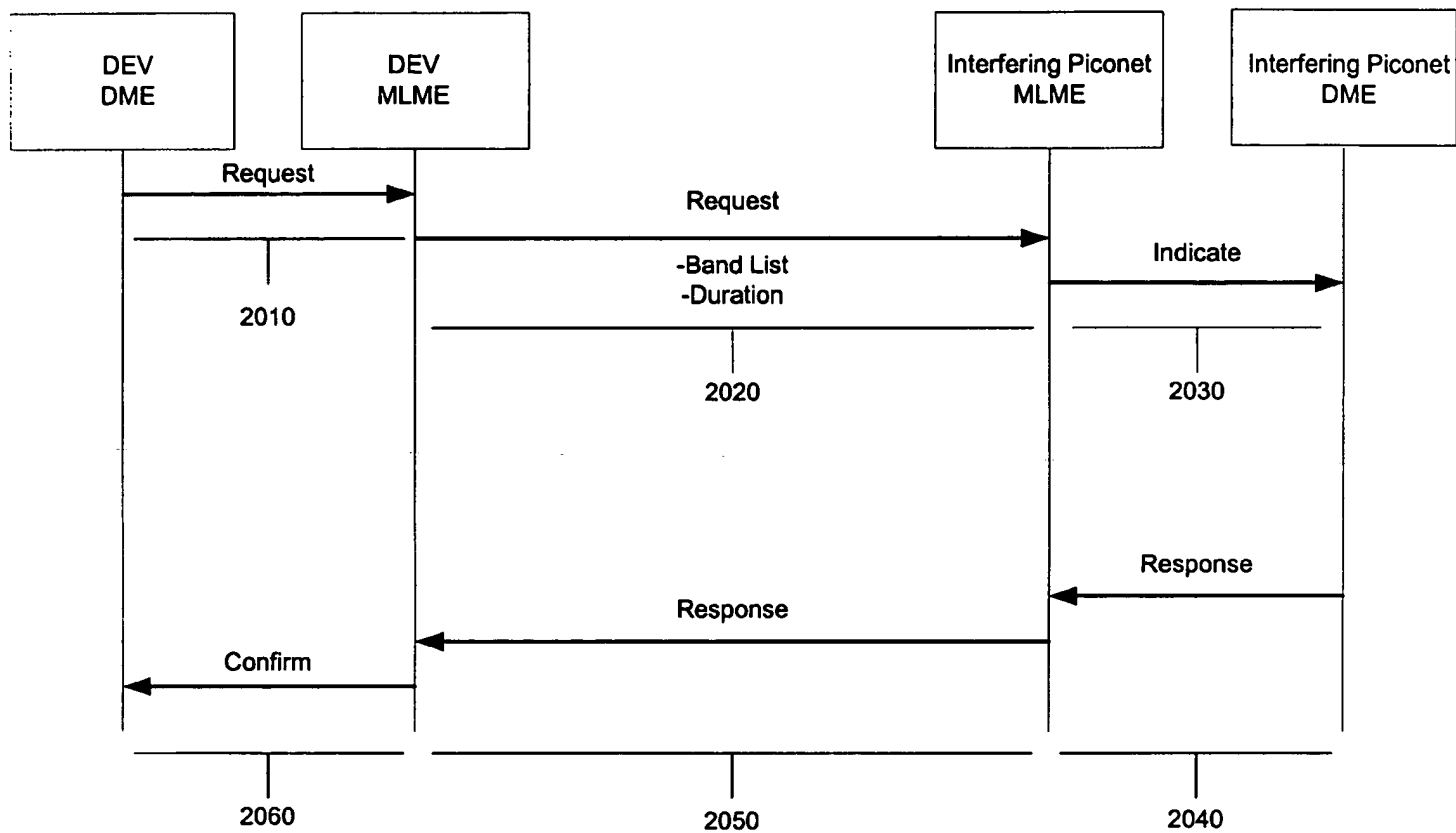 DEV
DME
DEV
MLME
Interfering Piconet
MLME
Interfering Piconet
DME
Request
Request
-Band List
-Duration
Indicate
2010
2020
2030
Response
Response
Confirm
2060
2050
2040